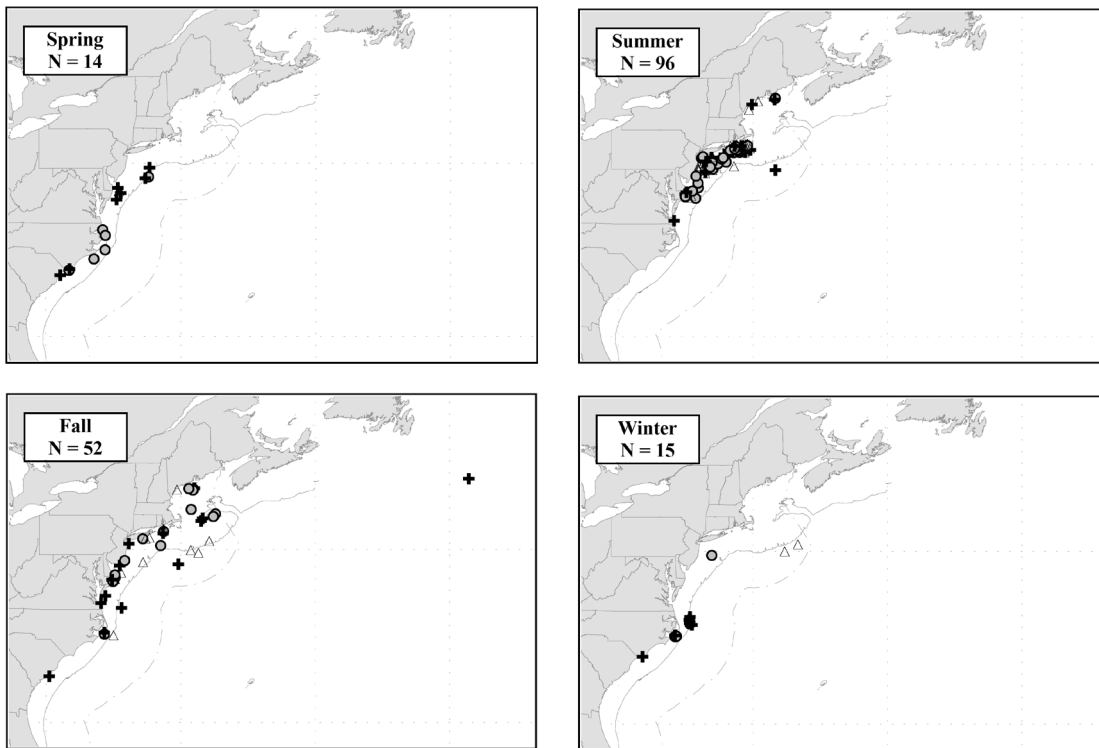 Spring
N = 14
Summer
N = 96
Fall
N = 52
Winter
N = 15